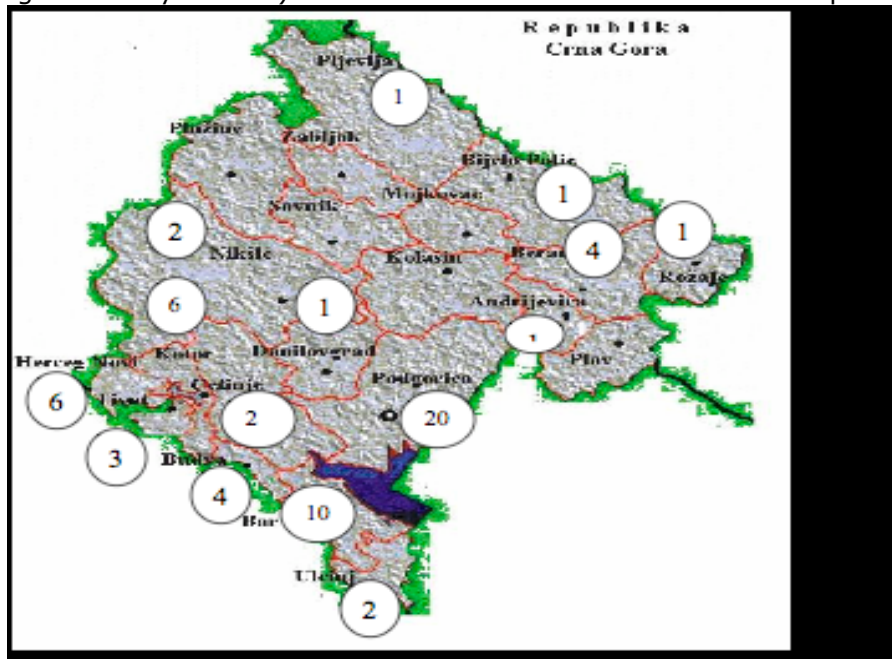 Republika
Crna Gora
Pljevlja
1
Plužine
Žabljak
Bijelo Polje
1
Mojkovac
Šavnik
2
Nikšić
4
1
Kolašin
Rožaje
6
1
Andrijevica
1
Plav
Kotor
Danilovgrad
Herceg Novi
Cetinje
Podgorica
6
Tivat
2
20
3
Budva
4
10
Bar
Ulcinj
2